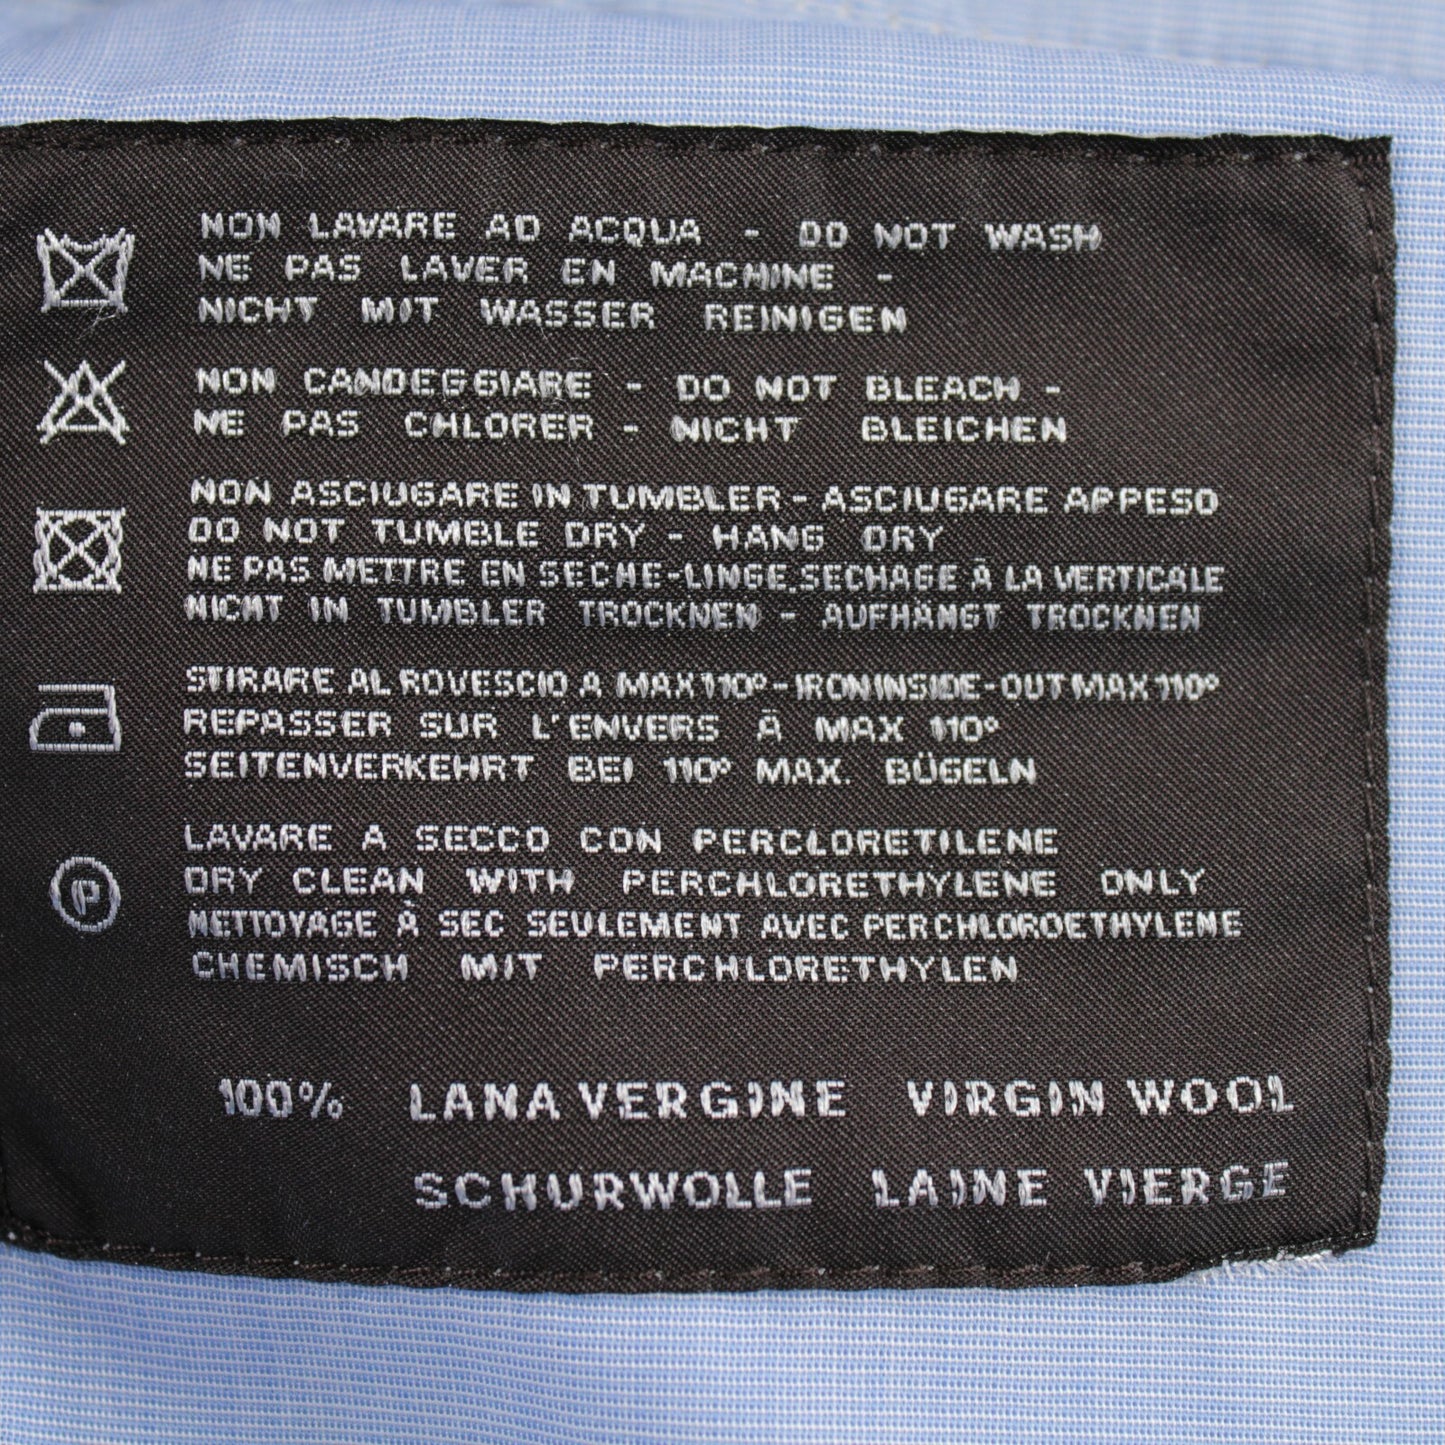 NON LAVARE AD ACQUA - DO NOT WASH
NE PAS LAVER EN MACHINE -
NICHT MIT WASSER REINIGEN
NON CANDEGGIARE - DO NOT BLEACH -
NE PAS CHLORER - NICHT BLEICHEN
NON ASCIUGARE IN TUMBLER - ASCIUGARE APPESO
DO NOT TUMBLE DRY - HANG DRY
NE PAS METTRE EN SECHE-LINGE, SECHAGE À LA VERTICALE
NICHT IN TUMBLER TROCKNEN - AUFHÄNGT TROCKNEN
STIRARE AL ROVESCIO A MAX 110° - IRON INSIDE-OUT MAX 110°
REPASSER SUR L'ENVERS À MAX 110°
SEITENVERKEHRT BEI 110° MAX. BÜGELN
P
LAVARE A SECCO CON PERCLORETILENE
DRY CLEAN WITH PERCHLORETHYLENE ONLY
NETTOYAGE À SEC SEULEMENT AVEC PERCHLOROETHYLENE
CHEMISCH MIT PERCHLORETHYLEN
100% LANA VERGINE VIRGIN WOOL
SCHURWOLLE LAINE VIERGE